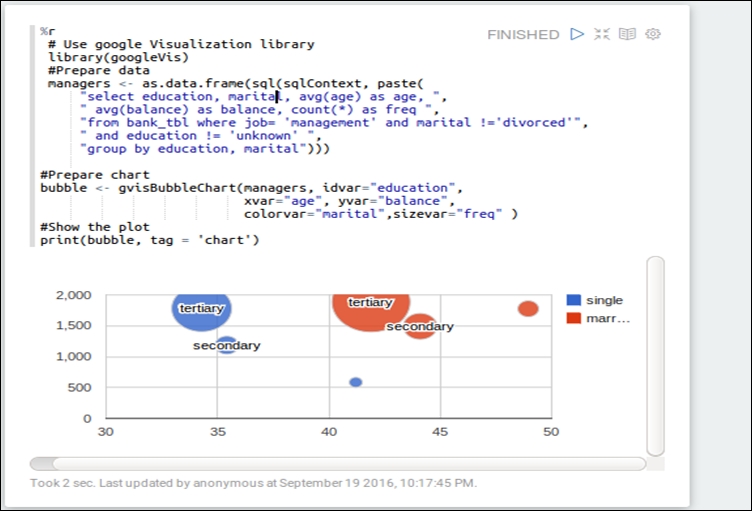 %r
FINISHED
# Use google Visualization library
library(googleVis)
#Prepare data
managers <- as.data.frame(sql(sqlContext, paste(
"select education, marital, avg(age) as age, ",
" avg(balance) as balance, count(*) as freq ",
"from bank_tbl where job= 'management' and marital !='divorced'",
" and education != 'unknown' ",
"group by education, marital")))
#Prepare chart
bubble <- gvisBubbleChart(managers, idvar="education",
xvar="age", yvar="balance",
colorvar="marital",sizevar="freq" )
#Show the plot
print(bubble, tag = 'chart')
2,000
1,500
1,000
500
0
30
35
40
45
50
tertiary
secondary
tertiary
secondary
single
marr...
Took 2 sec. Last updated by anonymous at September 19 2016, 10:17:45 PM.